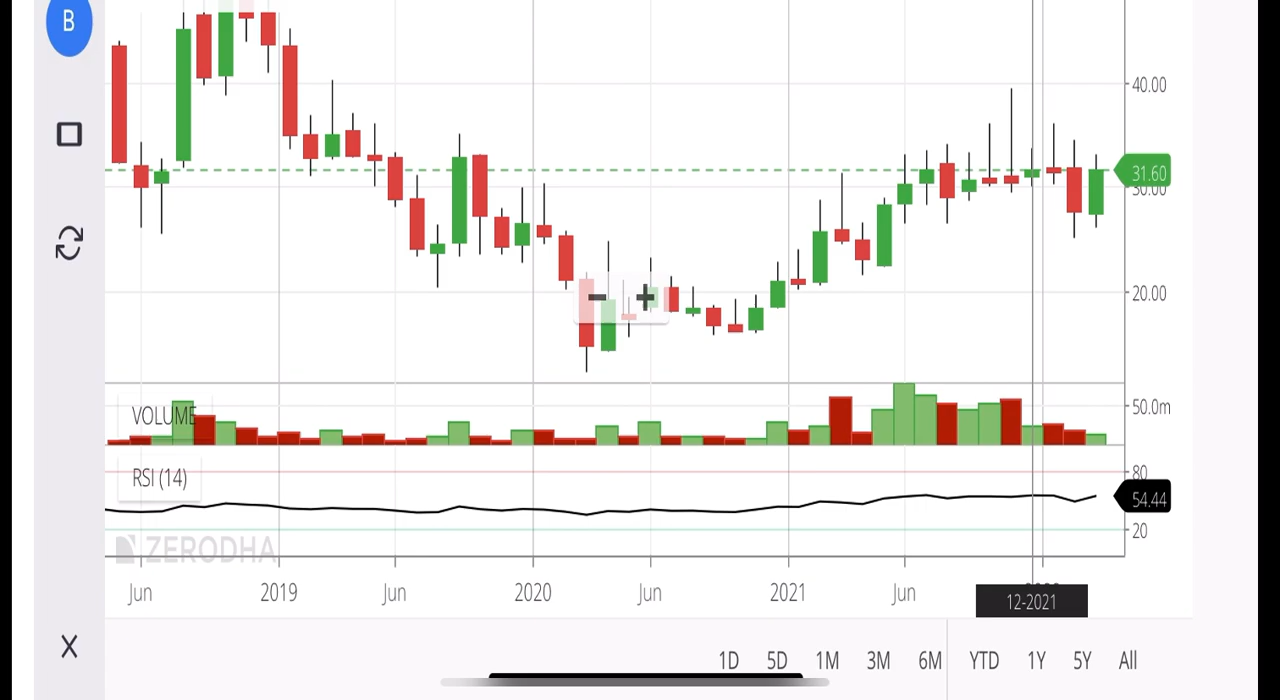 B
40.00
31.60
30.00
20.00
VOLUME
50.0m
RSI (14)
80
54.44
20
ZERODHA
Jun 2019 Jun 2020 Jun 2021 Jun
12-2021
1D 5D 1M 3M 6M YTD 1Y 5Y All